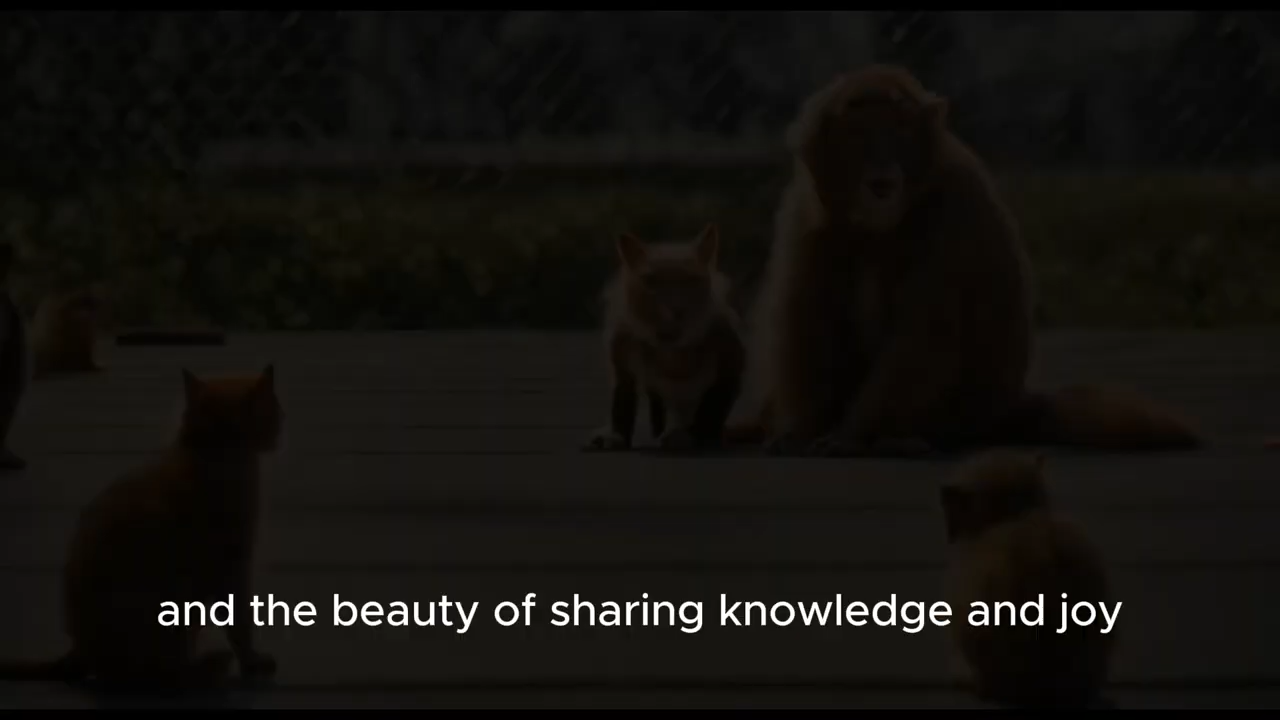 and the beauty of sharing knowledge and joy